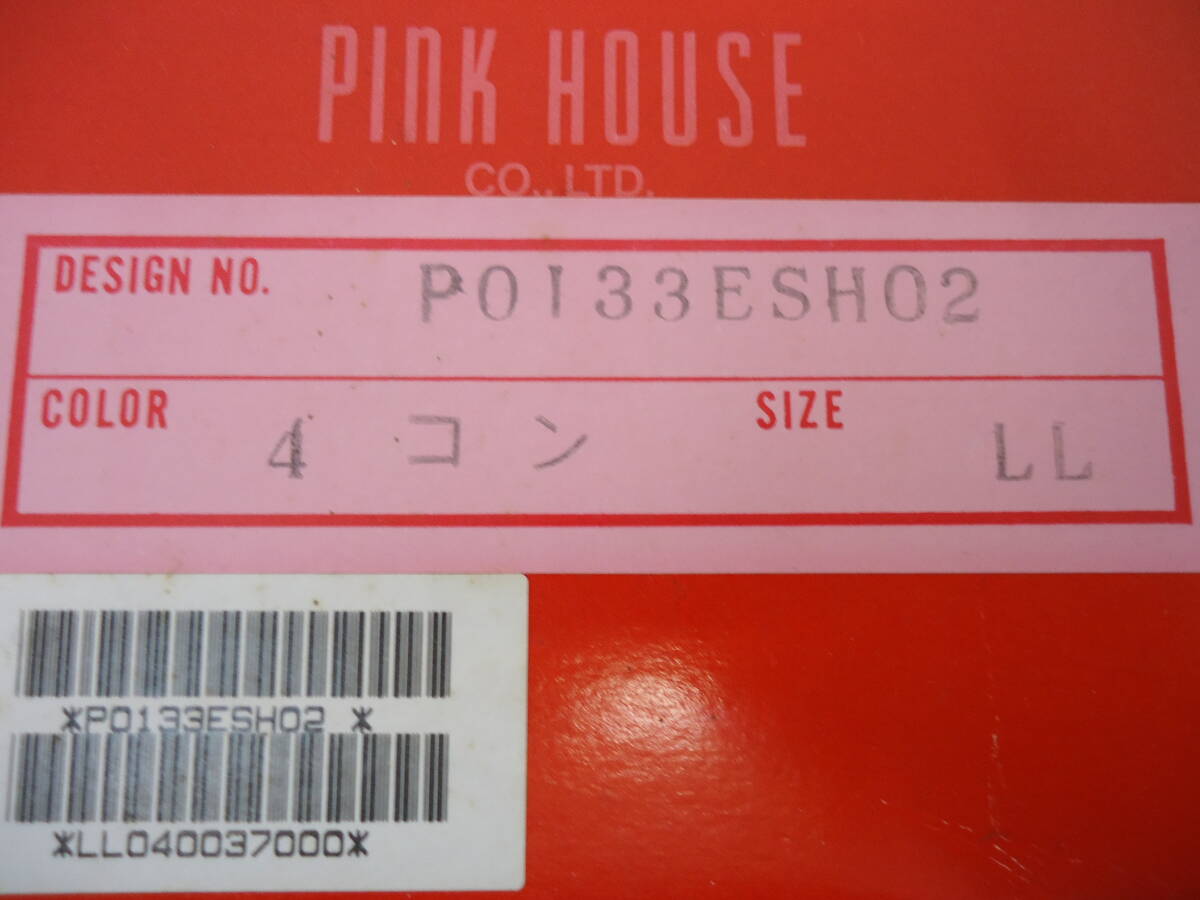 PINK HOUSE
CO., LTD.
DESIGN NO. P0133ESH02
COLOR 4 コン SIZE LL
*P0133ESH02 *
*LL040037000*